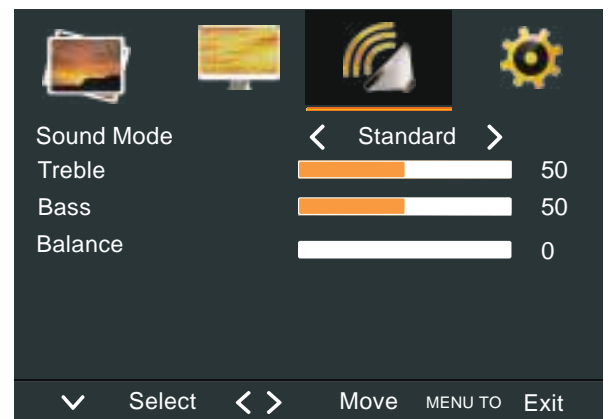 Sound Mode Standard
Treble 50
Bass 50
Balance 0
Select Move MENU TO Exit